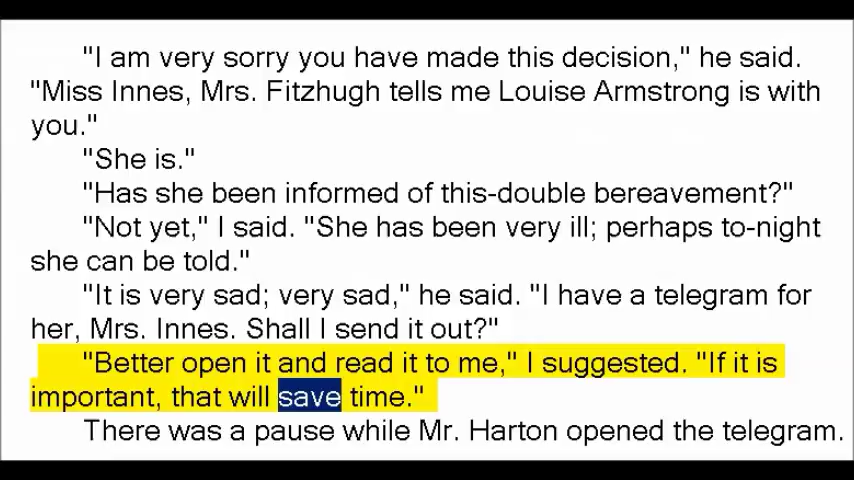 "I am very sorry you have made this decision," he said.
"Miss Innes, Mrs. Fitzhugh tells me Louise Armstrong is with
you."
"She is."
"Has she been informed of this-double bereavement?"
"Not yet," I said. "She has been very ill; perhaps to-night
she can be told."
"It is very sad; very sad," he said. "I have a telegram for
her, Mrs. Innes. Shall I send it out?"
"Better open it and read it to me," I suggested. "If it is
important, that will save time."
There was a pause while Mr. Harton opened the telegram.